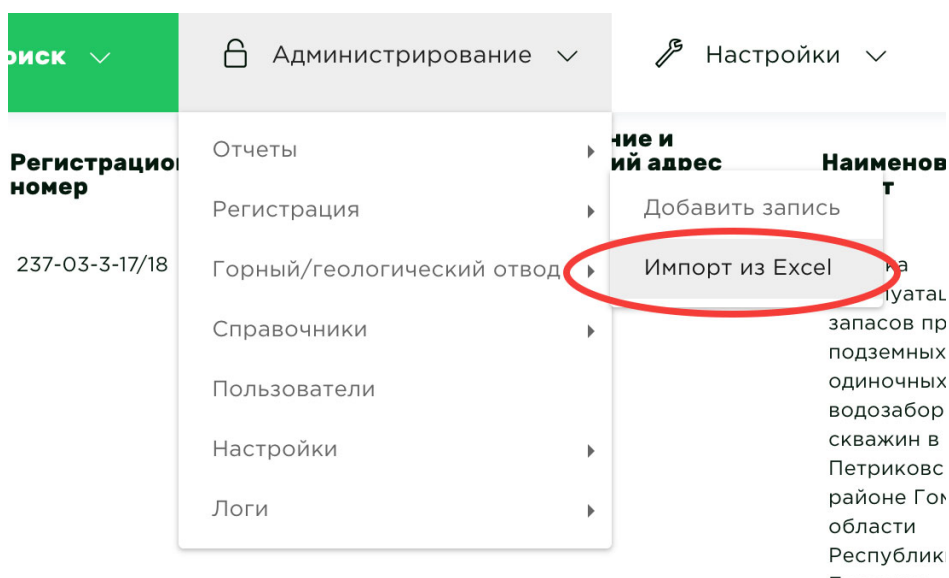 оиск
Администрирование
Настройки
Регистрацион
номер
ние и
ий адрес
Наименов
т
237-03-3-17/18
Отчеты
Регистрация
Горный/геологический отвод
Справочники
Пользователи
Настройки
Логи
Добавить запись
Импорт из Excel
ка
луатац
запасов пр
подземных
одиночных
водозабор
скважин в
Петриковс
районе Гом
области
Республик